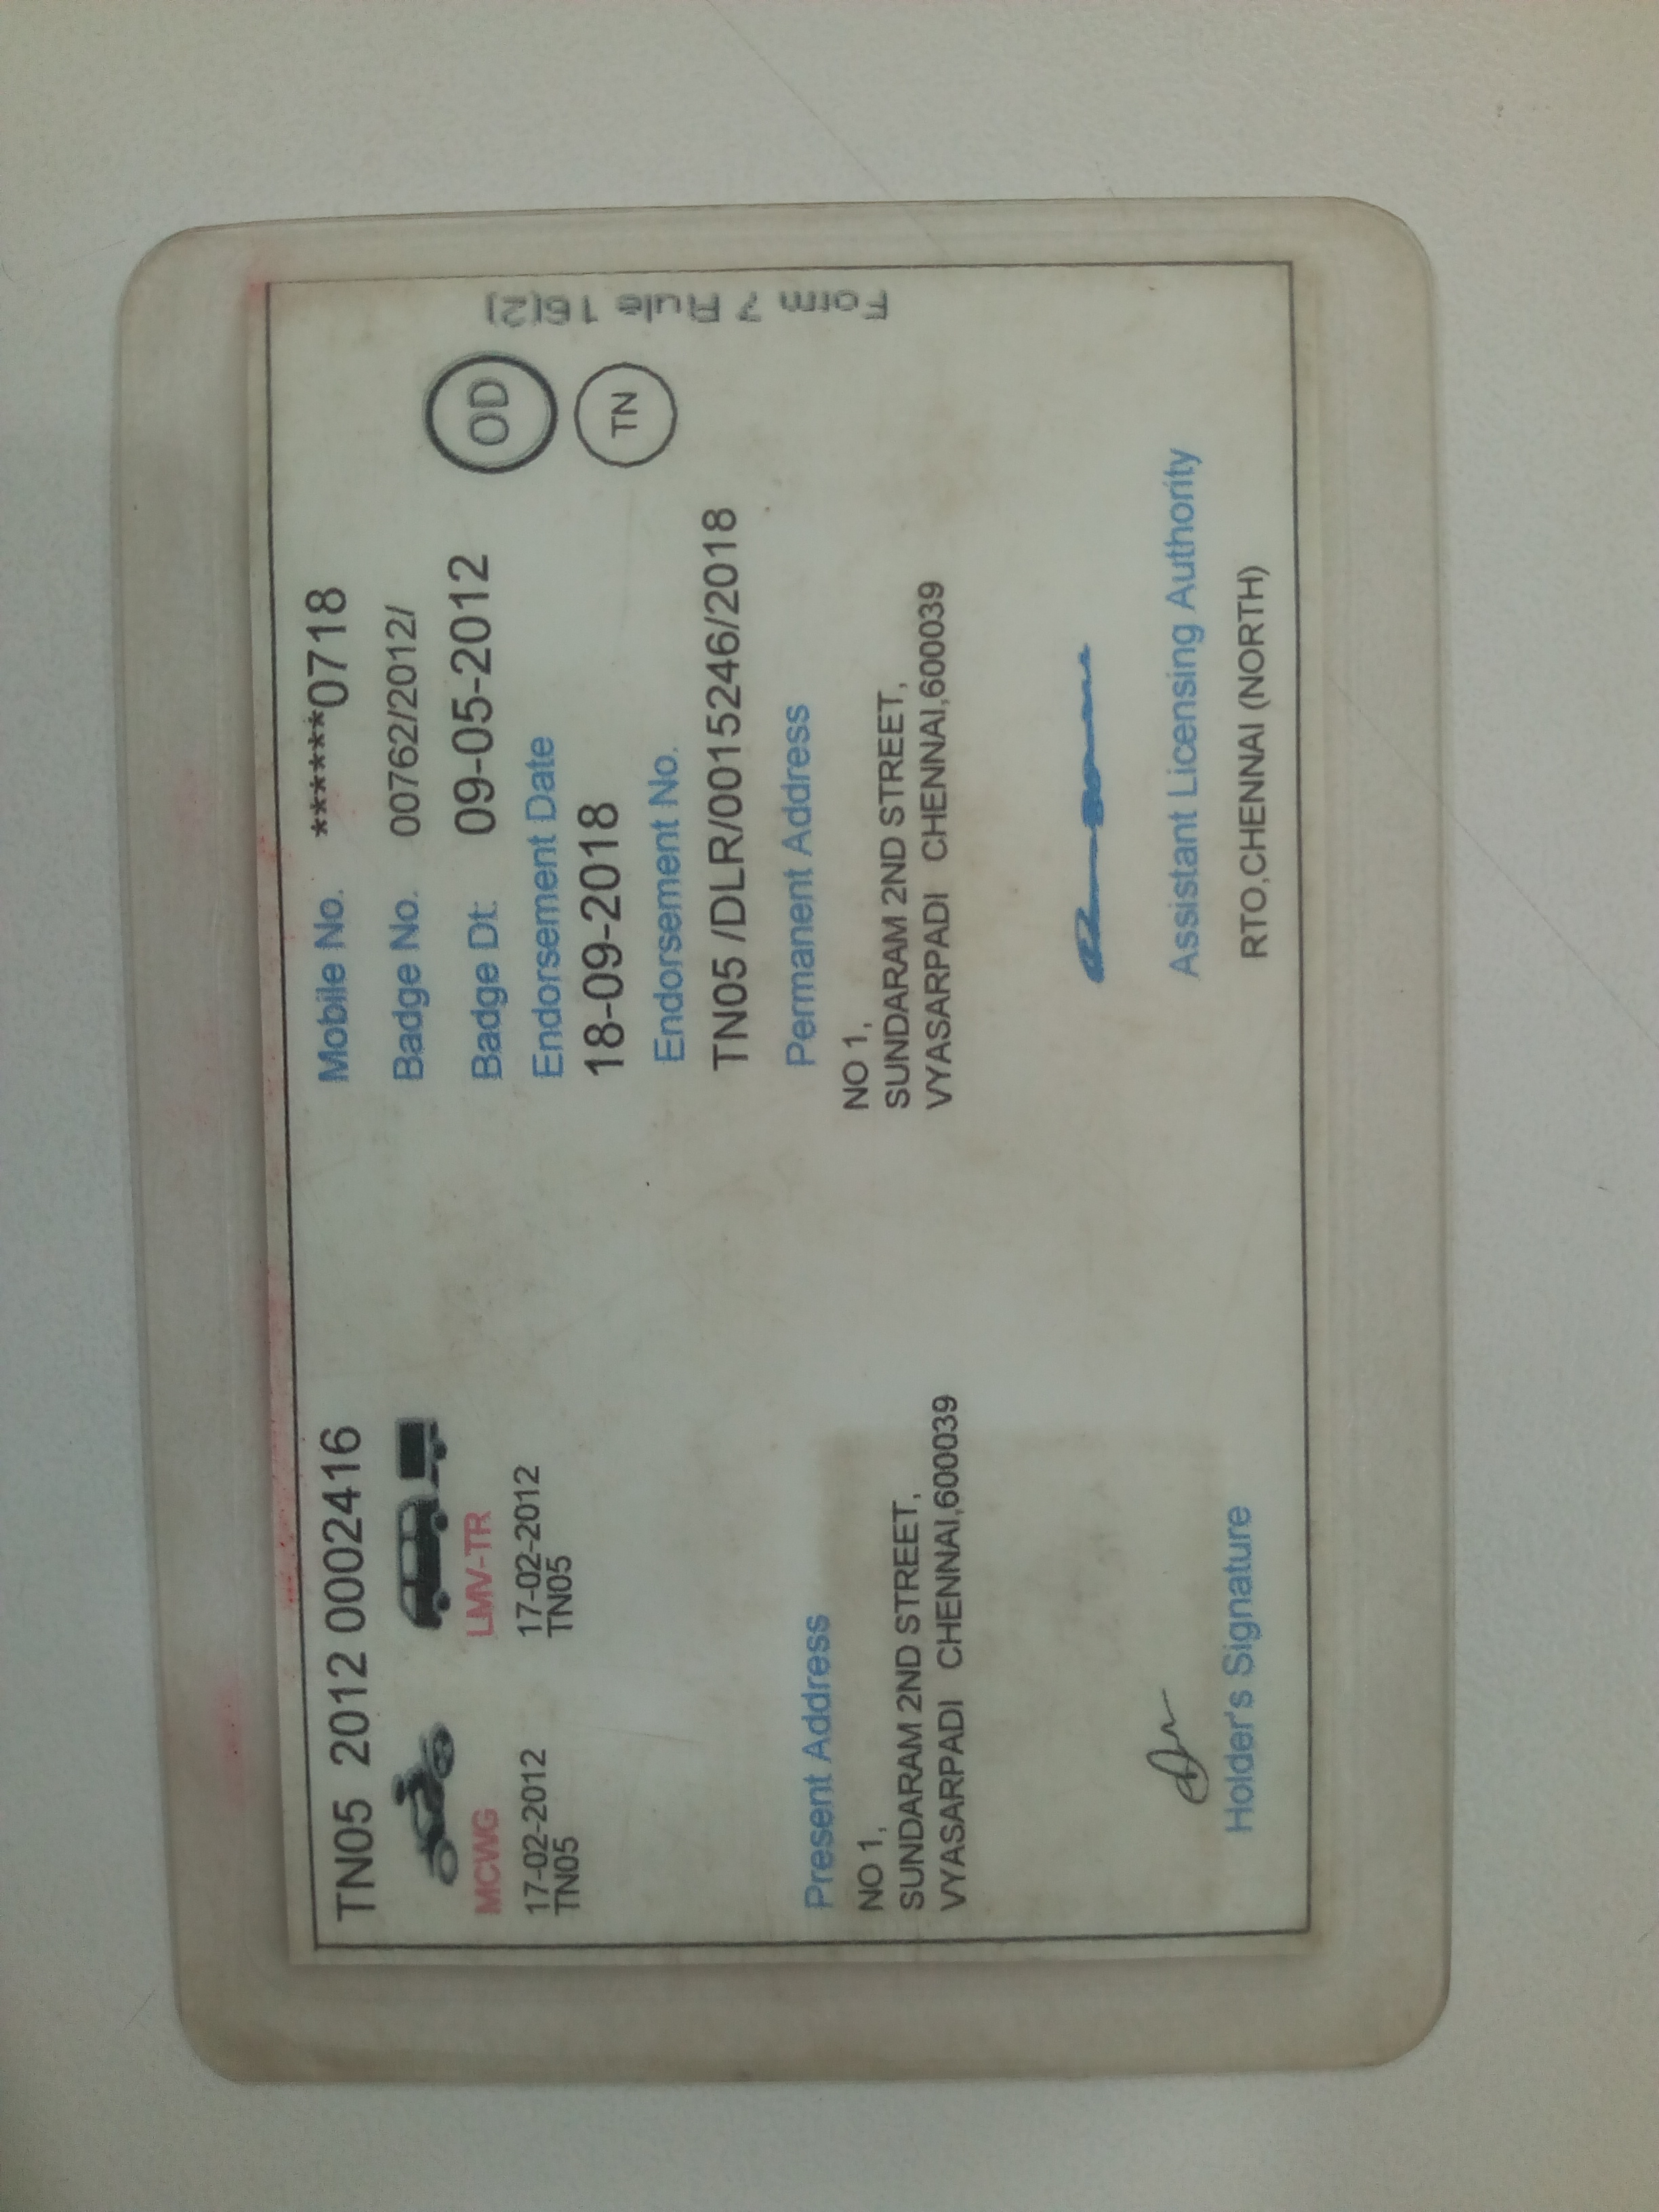 TN05 2012 0002416
MCWG
LMV-TR
17-02-2012
TN05
17-02-2012
TN05
Present Address
NO 1,
SUNDARAM 2ND STREET,
VYASARPADI CHENNAI,600039
Holder's Signature
Mobile No. ******0718
Badge No. 00762/2012/
Badge Dt: 09-05-2012
Endorsement Date
18-09-2018
Endorsement No.
TN05 /DLR/0015246/2018
Permanent Address
NO 1,
SUNDARAM 2ND STREET,
VYASARPADI CHENNAI,600039
Assistant Licensing Authority
RTO,CHENNAI (NORTH)
OD
TN
Form 7 Rule 16(2)